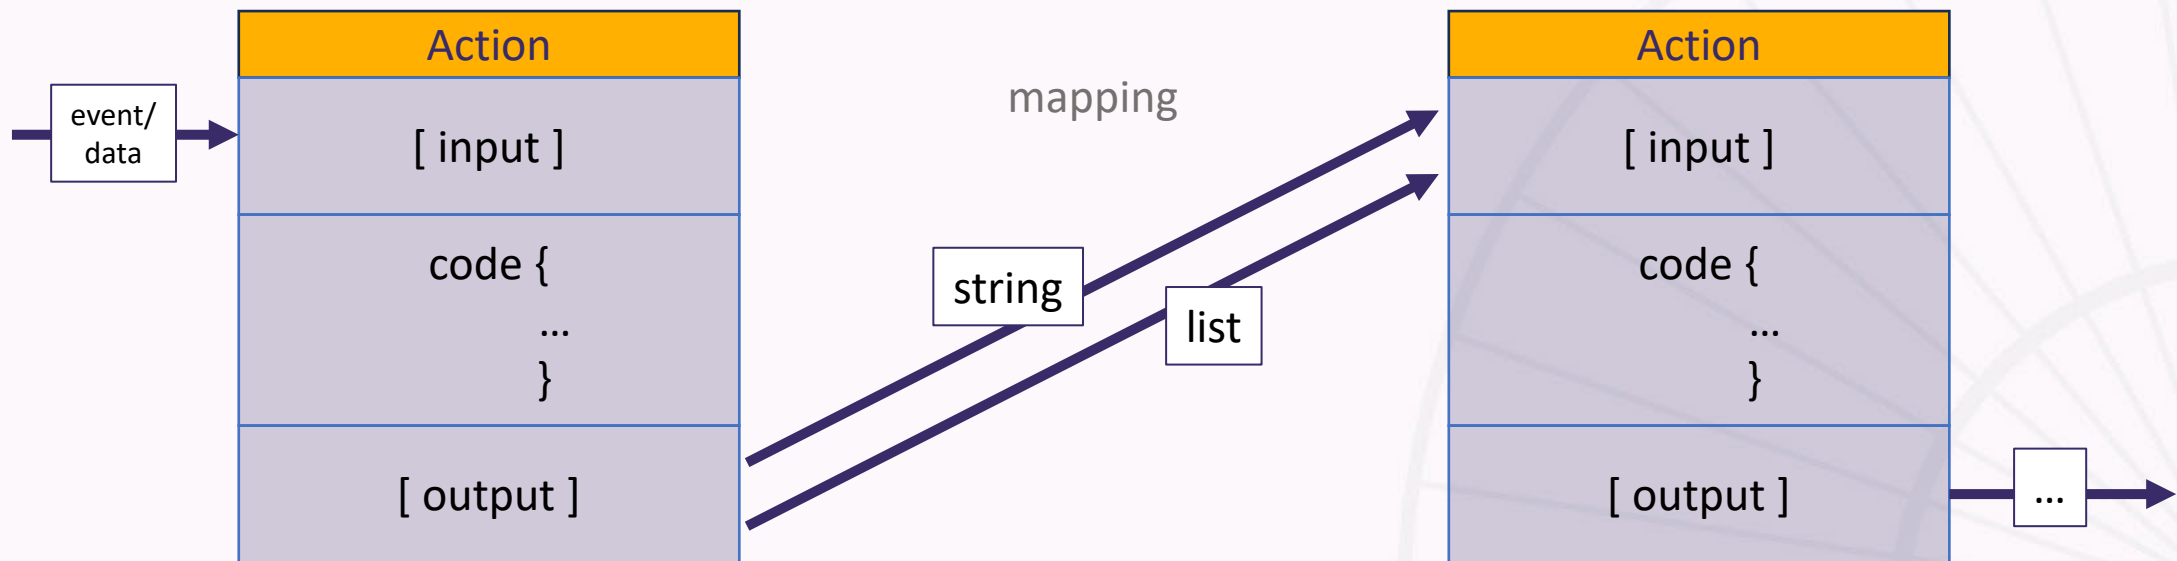 Action
event/
data
[ input ]
code {
...
}
[ output ]
mapping
string
list
Action
[ input ]
code {
...
}
[ output ]
...